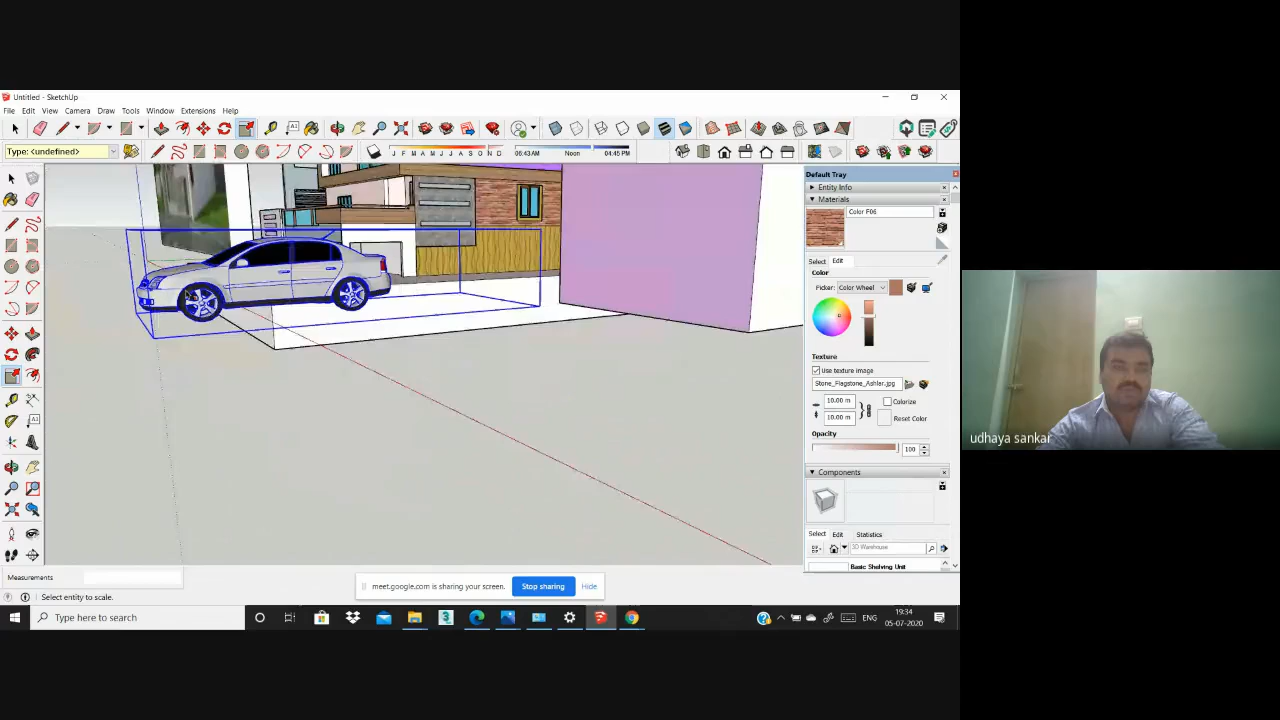 Untitled - SketchUp
File Edit View Camera Draw Tools Window Extensions Help
Type: <undefined>
J F M A M J J A S O N D
06:43 AM Noon 04:45 PM
Default Tray
Entity Info
Materials
Color F06
Select Edit
Color
Picker: Color Wheel
Texture
Use texture image
Stone_Flagstone_Ashlar.jpg
10.00 m
Colorize
10.00 m
Reset Color
Opacity
100
Components
Select Edit Statistics
3D Warehouse
Basic Shelving Unit
Measurements
Select entity to scale.
meet.google.com is sharing your screen.
Stop sharing
Hide
Type here to search
ENG
19:34
05-07-2020
udhaya sankar